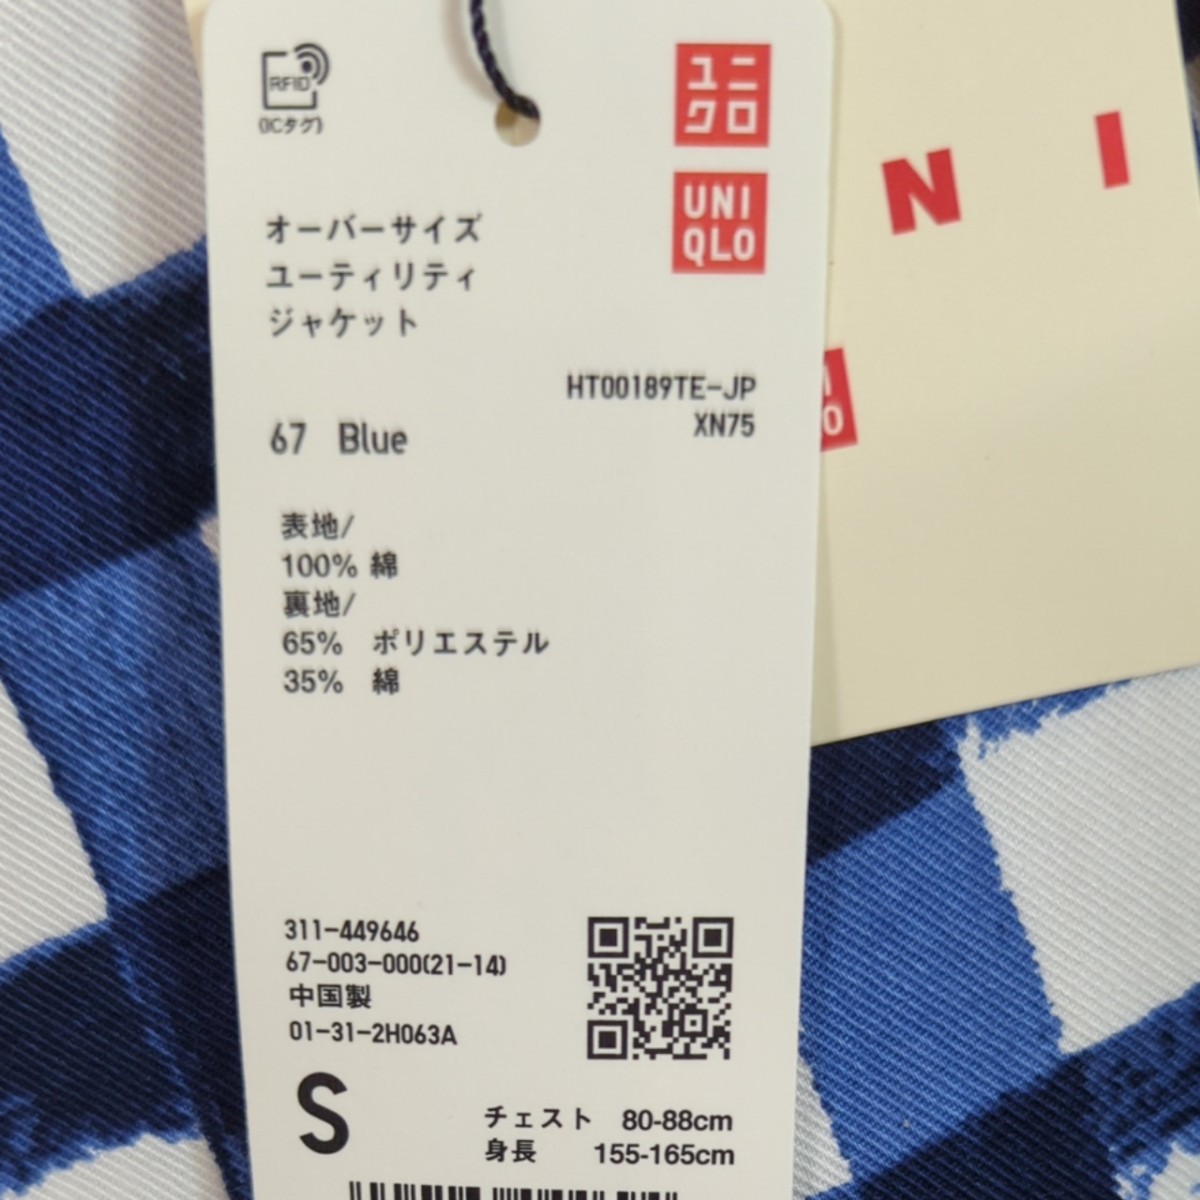 RFID
(ICタグ)
ユニ
クロ
UNI
QLO
オーバーサイズ
ユーティリティ
ジャケット
HT00189TE-JP
XN75
67 Blue
表地/
100% 綿
裏地/
65% ポリエステル
35% 綿
311-449646
67-003-000(21-14)
中国製
01-31-2H063A
S
チェスト 80-88cm
身長 155-165cm
N I